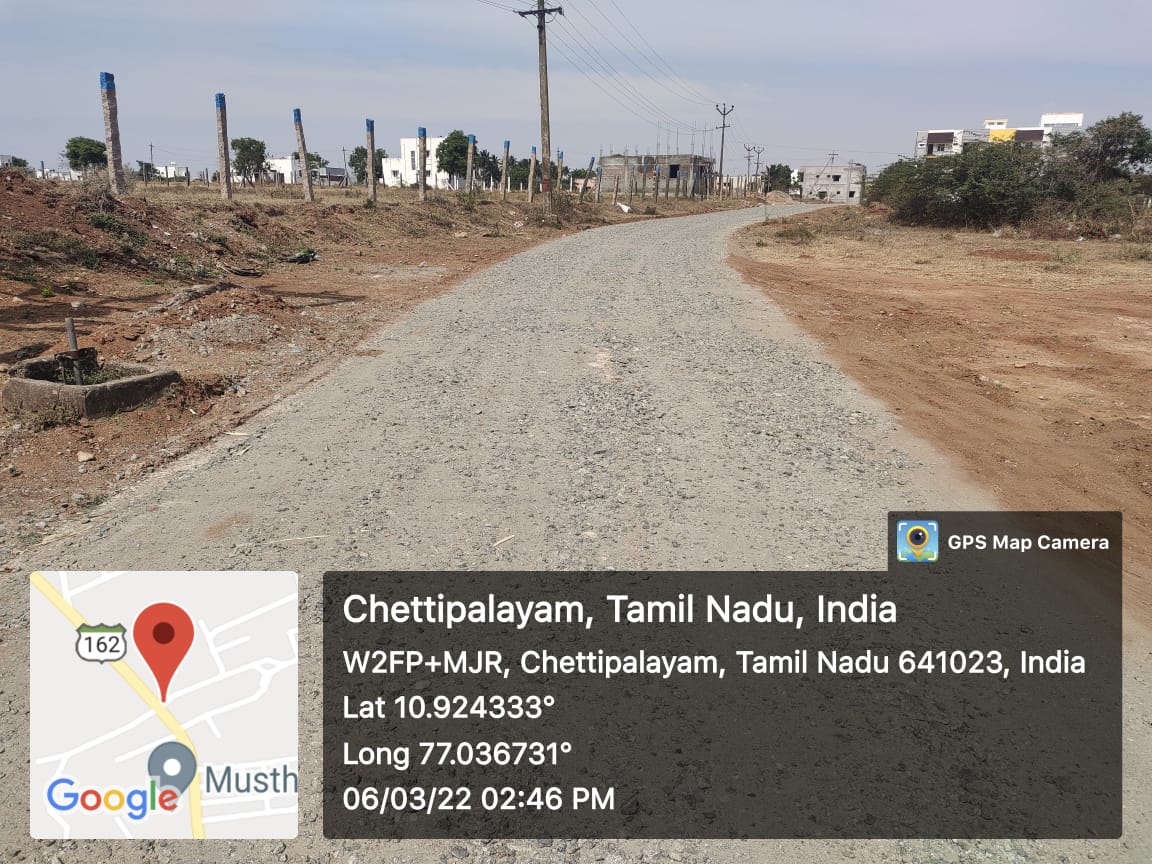 GPS Map Camera
Chettipalayam, Tamil Nadu, India
W2FP+MJR, Chettipalayam, Tamil Nadu 641023, India
Lat 10.924333°
Long 77.036731°
06/03/22 02:46 PM
162
Musth
Google